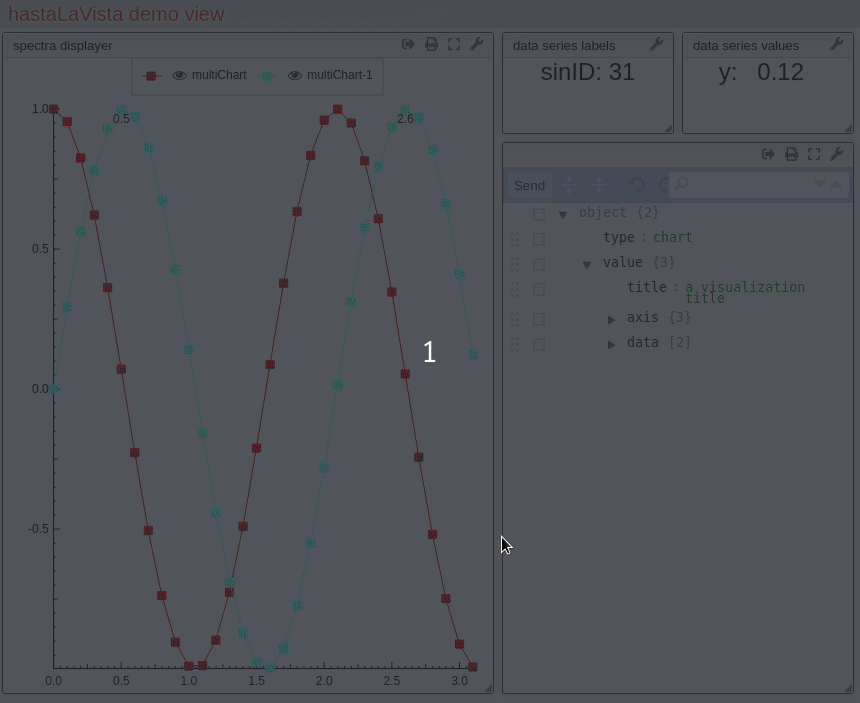 hastaLaVista demo view
spectra displayer
multiChart multiChart-1
1.0
0.5
2.6
0.5
0.0
-0.5
0.0 0.5 1.0 1.5 2.0 2.5 3.0
1
data series labels
sinID: 31
data series values
y: 0.12
Send
object {2}
type : chart
value {3}
title : a visualization
title
axis {3}
data [2]